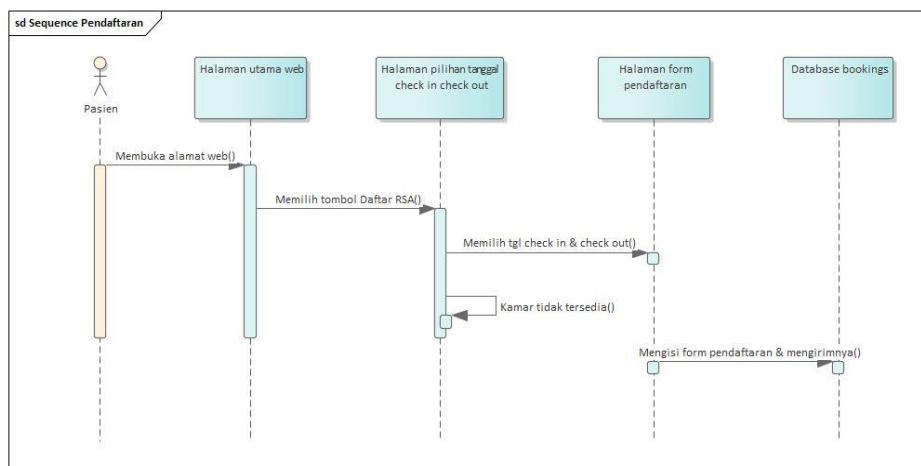 sd Sequence Pendaftaran
Pasien
Halaman utama web
Halaman pilihan tanggal
check in check out
Halaman form
pendaftaran
Database bookings
Membuka alamat web()
Memilih tombol Daftar RSA()
Memilih tgl check in & check out()
Kamar tidak tersedia()
Mengisi form pendaftaran & mengirimnya()